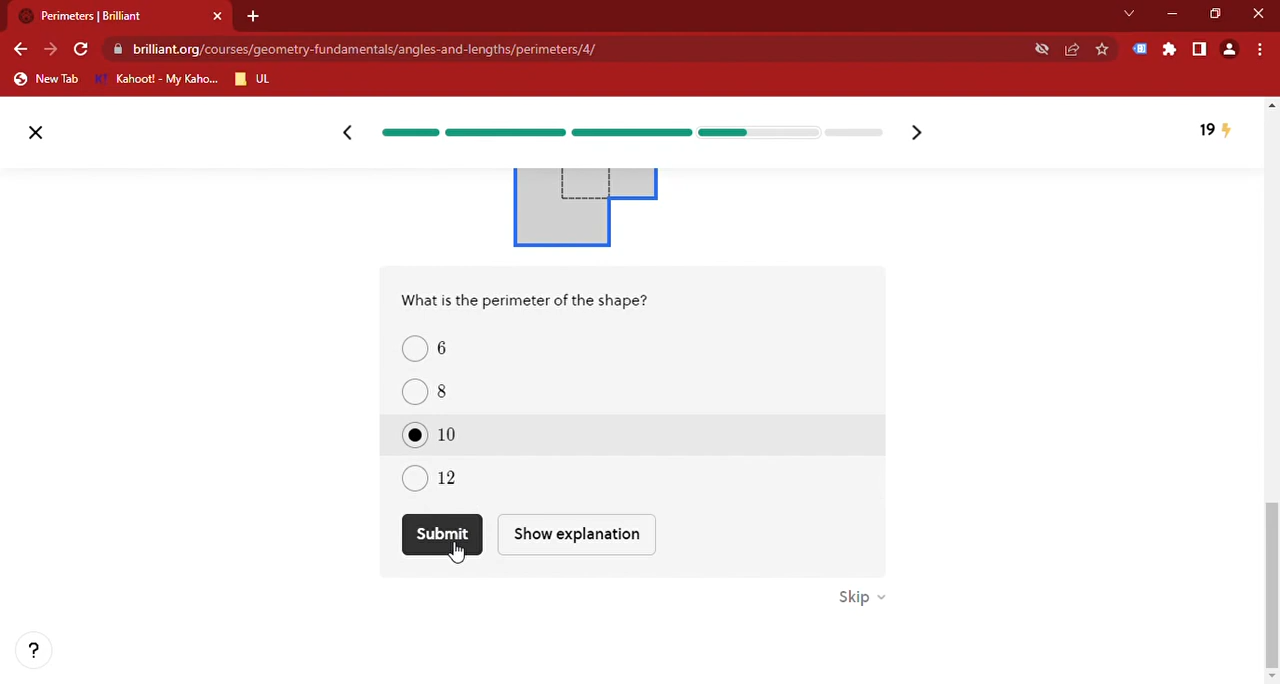 Perimeters | Brilliant
brilliant.org/courses/geometry-fundamentals/angles-and-lengths/perimeters/4/
New Tab K! Kahoot! - My Kaho... UL
19
What is the perimeter of the shape?
6
8
10
12
Submit Show explanation
Skip
?